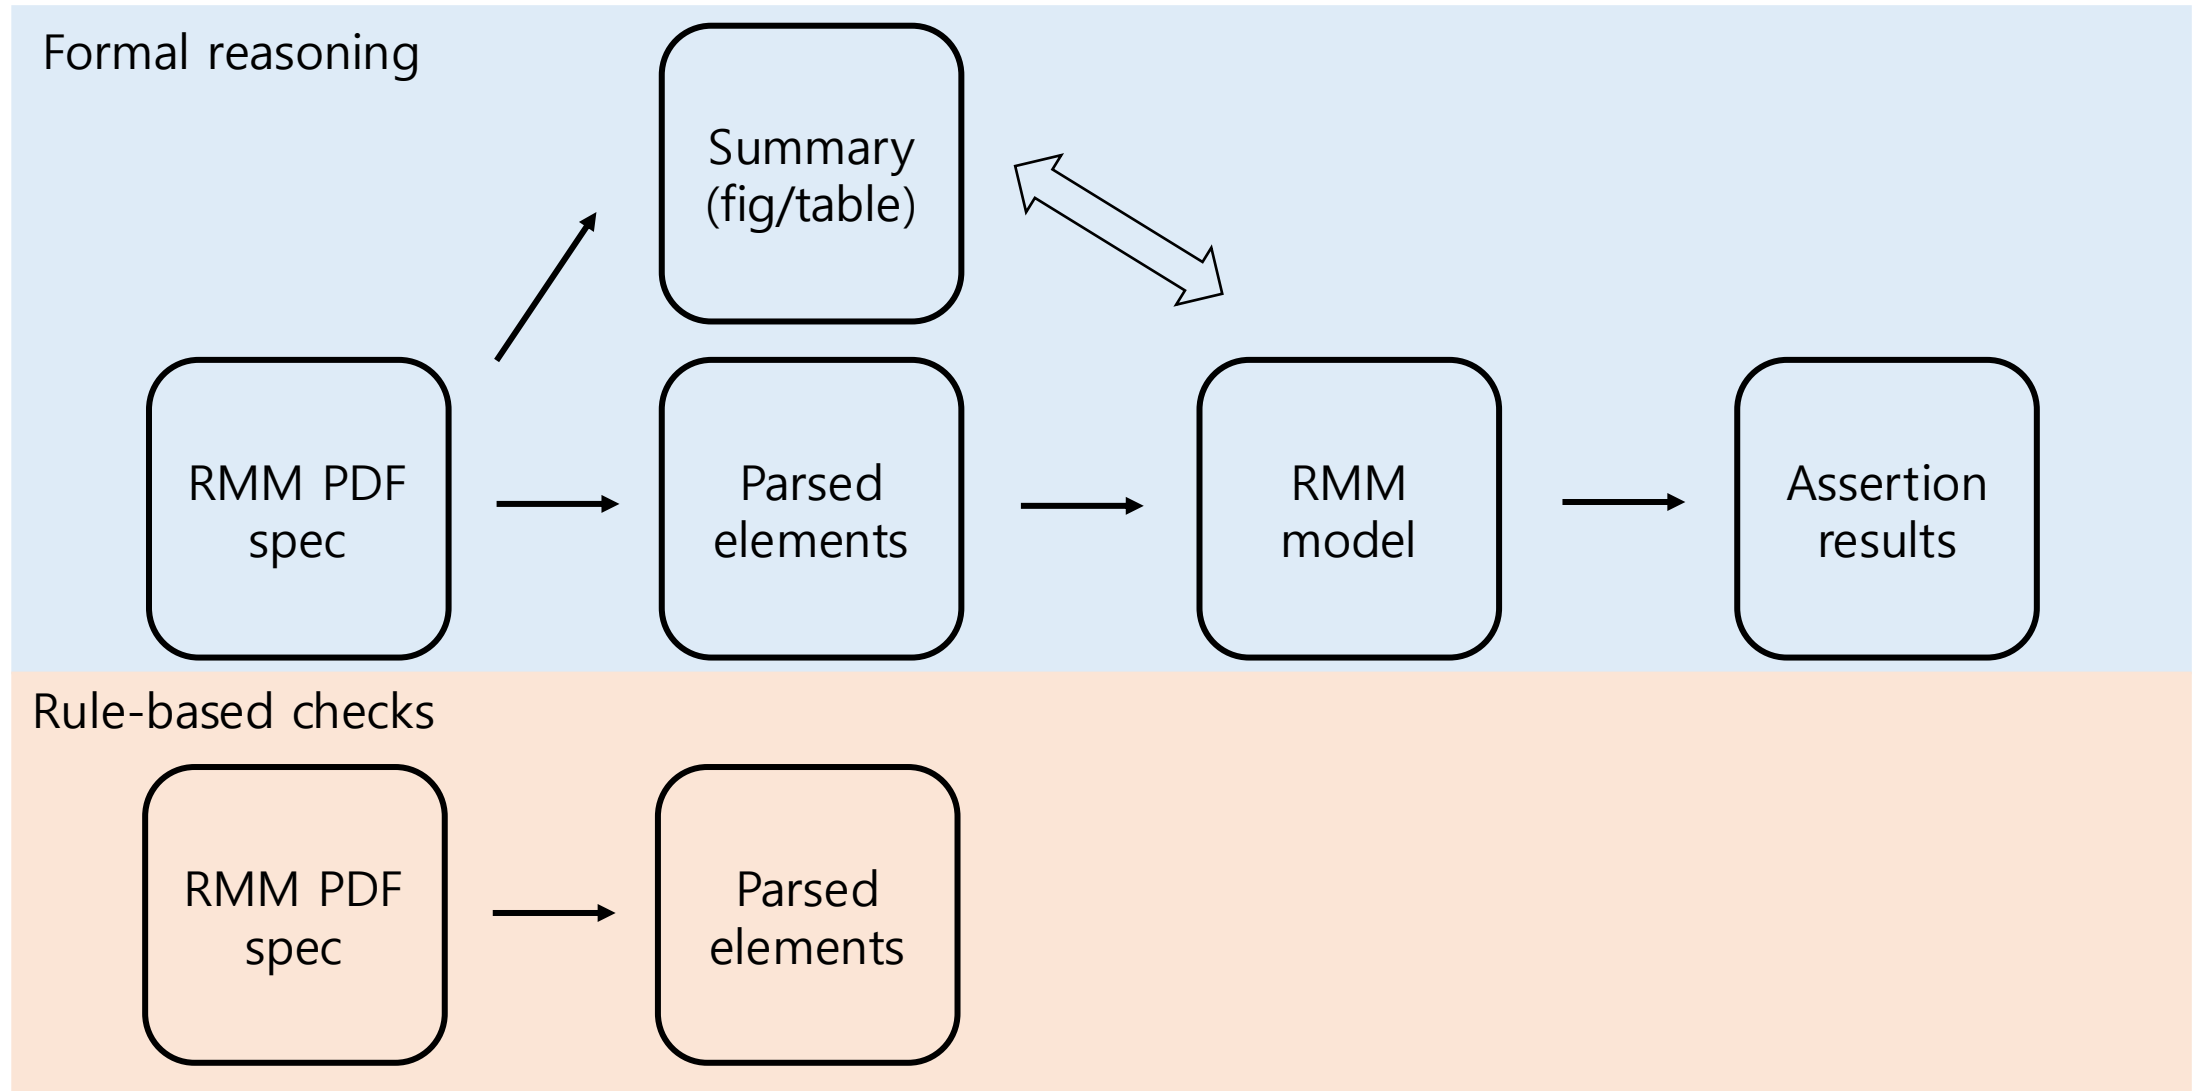 Formal reasoning
Summary
(fig/table)
RMM PDF
spec
Parsed
elements
RMM
model
Assertion
results
Rule-based checks
RMM PDF
spec
Parsed
elements